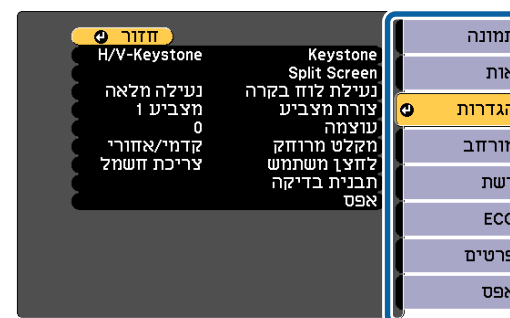 תמונה
אות
הגדרות
מורחב
רשת
ECO
פרטים
אפס
חזור
Keystone H/V-Keystone
Split Screen
נעילת לוח בקרה נעילה מלאה
צורת מצביע מצביע 1
עוצמה 0
מקלט מרוחק קדמי/אחורי
לחצן משתמש צריכת חשמל
תבנית בדיקה
אפס